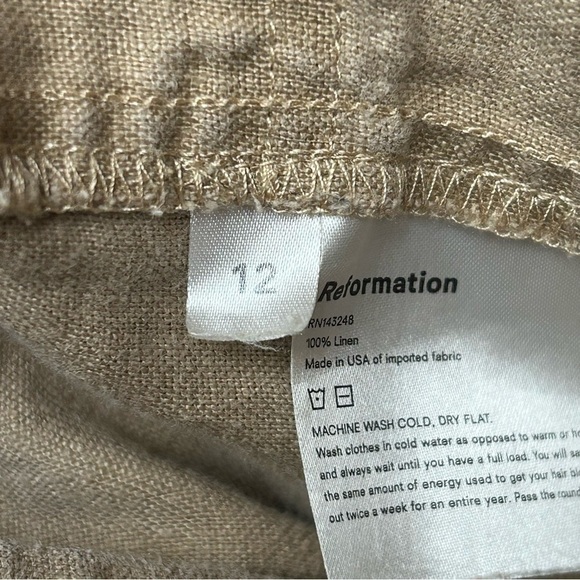 12
Reformation
RN143248
100% Linen
Made in USA of imported fabric
MACHINE WASH COLD, DRY FLAT.
Wash clothes in cold water as opposed to warm or
and always wait until you have a full load. You will
the same amount of energy used to get your hair
out twice a week for an entire year. Pass the